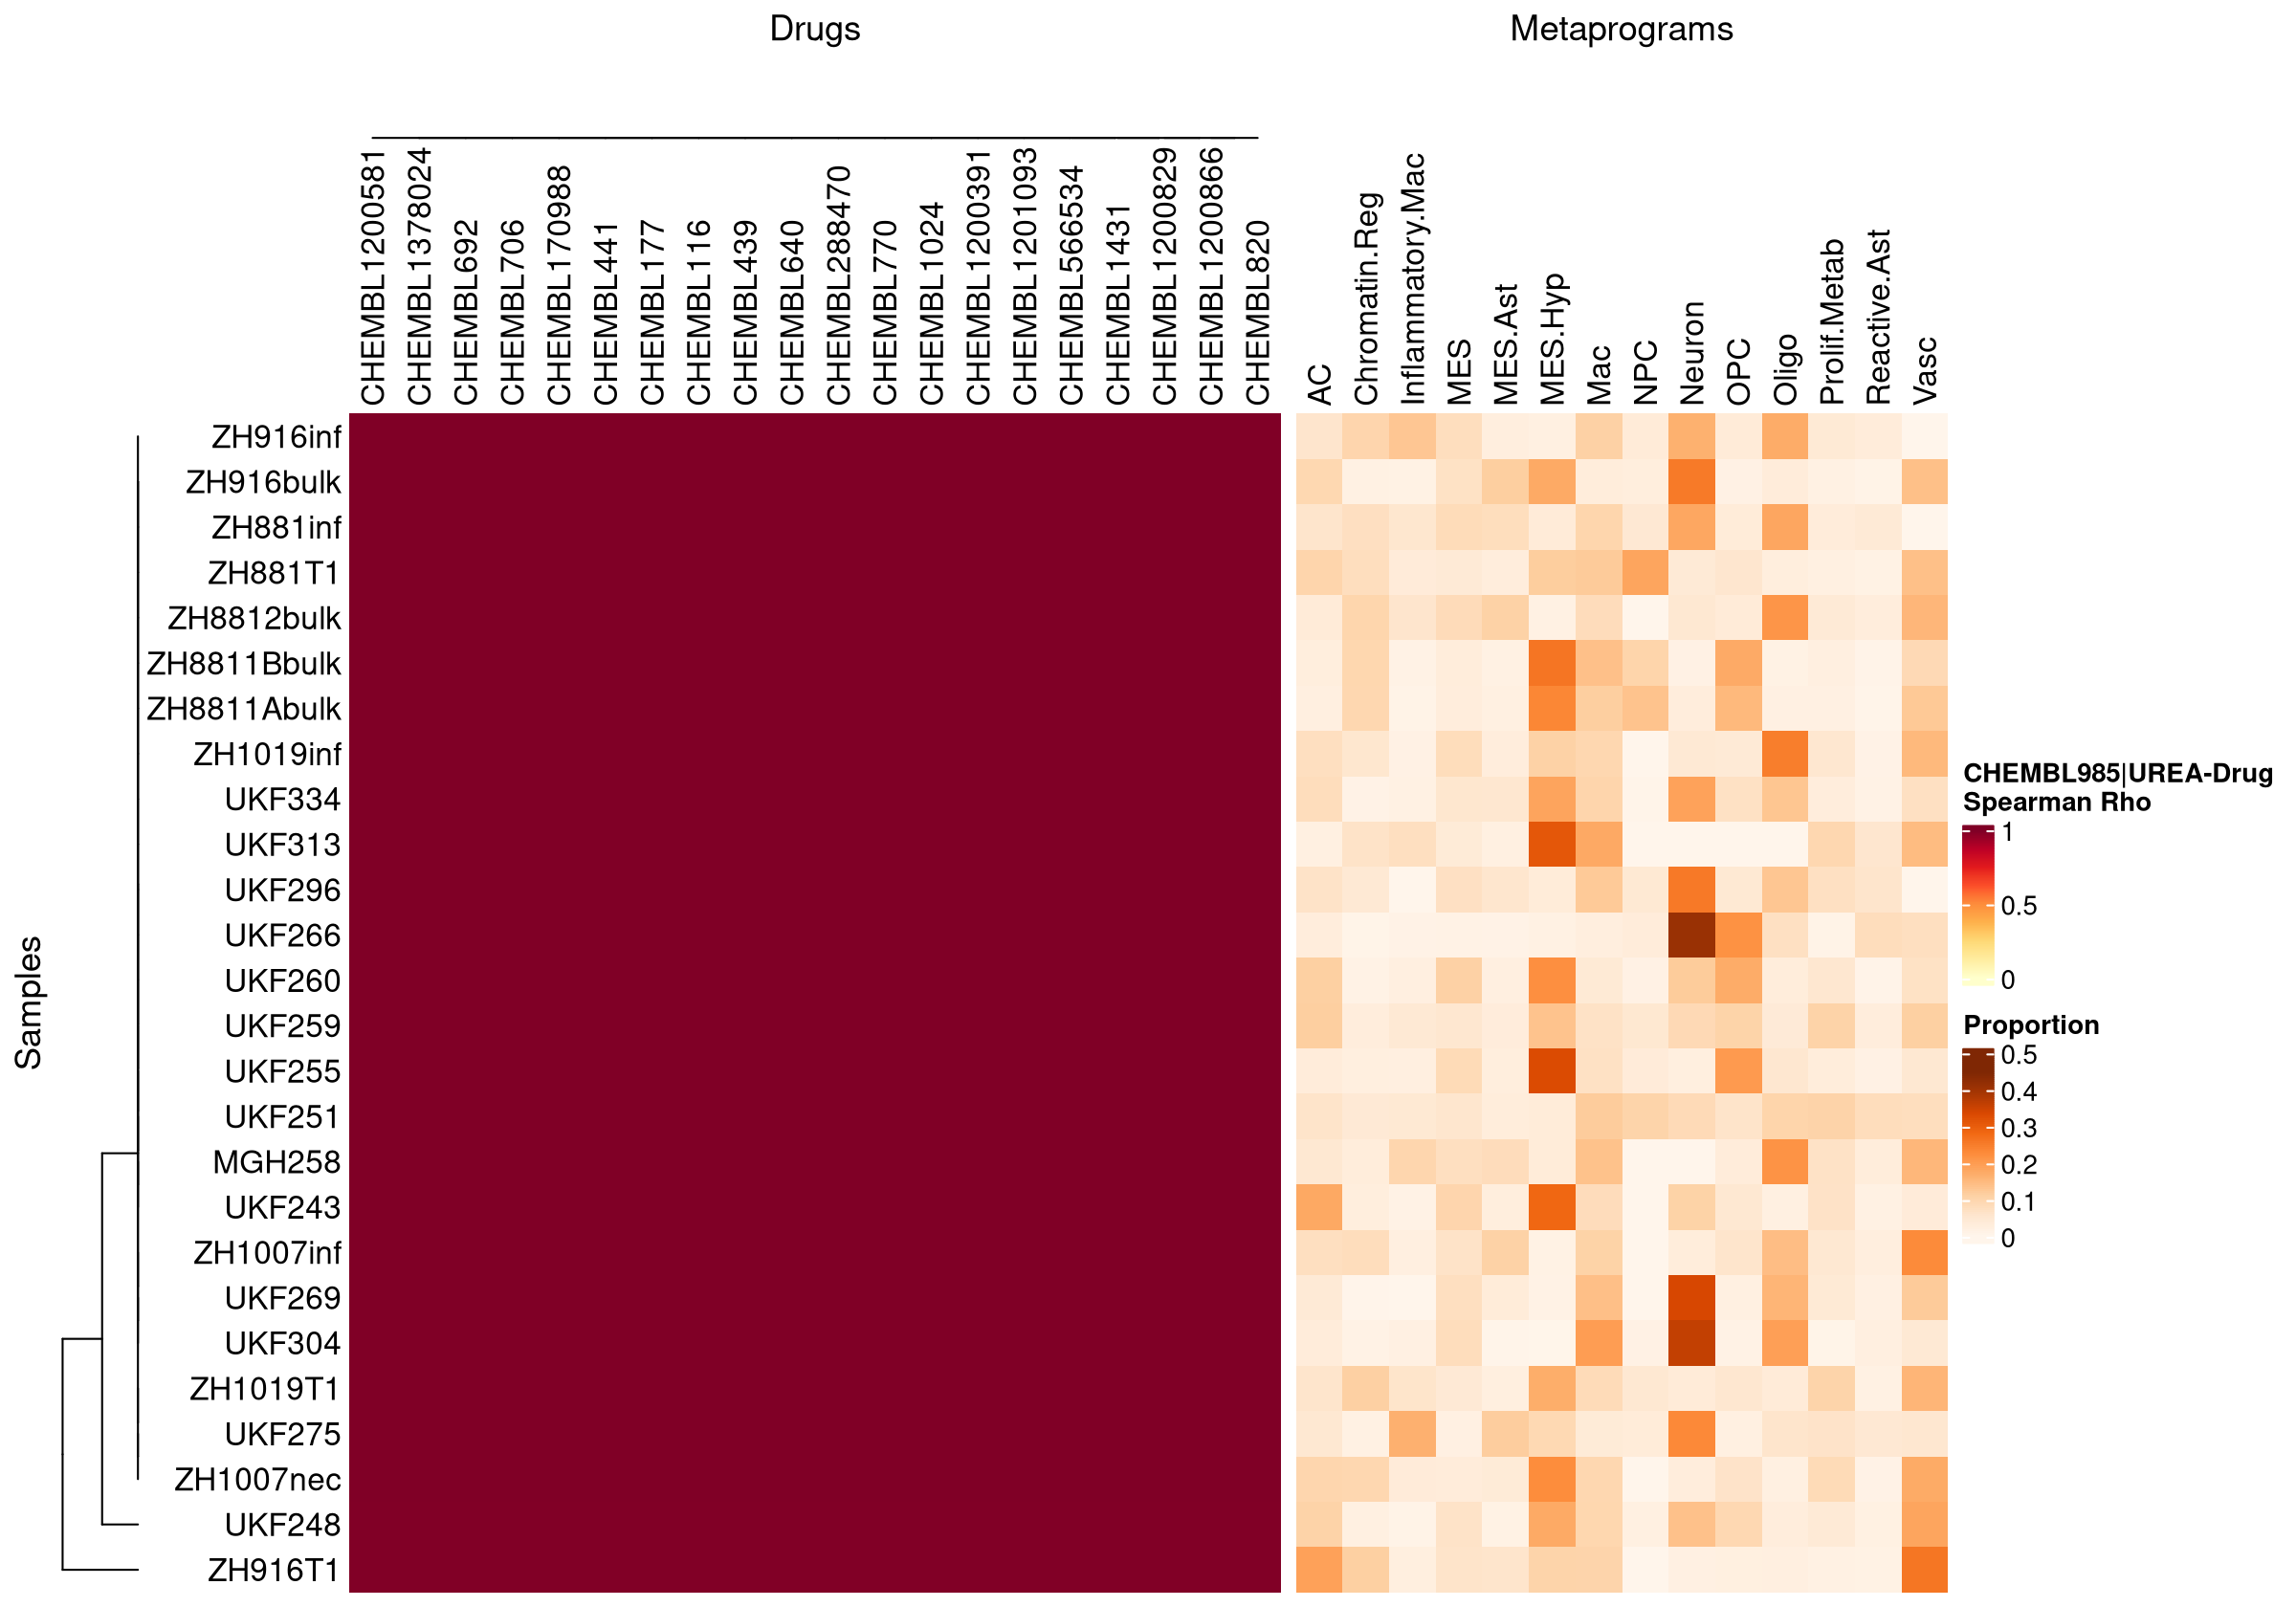 Drugs
Metaprograms
CHEMBL1200581
CHEMBL1378024
CHEMBL692
CHEMBL706
CHEMBL170988
CHEMBL441
CHEMBL177
CHEMBL116
CHEMBL439
CHEMBL640
CHEMBL288470
CHEMBL770
CHEMBL1024
CHEMBL1200391
CHEMBL1201093
CHEMBL566534
CHEMBL1431
CHEMBL1200829
CHEMBL1200866
CHEMBL820
AC
Chromatin.Reg
Inflammatory.Mac
MES
MES.Ast
MES.Hyp
Mac
NPC
Neuron
OPC
Oligo
Prolif.Metab
Reactive.Ast
Vasc
Samples
ZH916inf
ZH916bulk
ZH881inf
ZH881T1
ZH8812bulk
ZH8811Bbulk
ZH8811Abulk
ZH1019inf
UKF334
UKF313
UKF296
UKF266
UKF260
UKF259
UKF255
UKF251
MGH258
UKF243
ZH1007inf
UKF269
UKF304
ZH1019T1
UKF275
ZH1007nec
UKF248
ZH916T1
CHEMBL985|UREA-Drug
Spearman Rho
1
0.5
0
Proportion
0.5
0.4
0.3
0.2
0.1
0